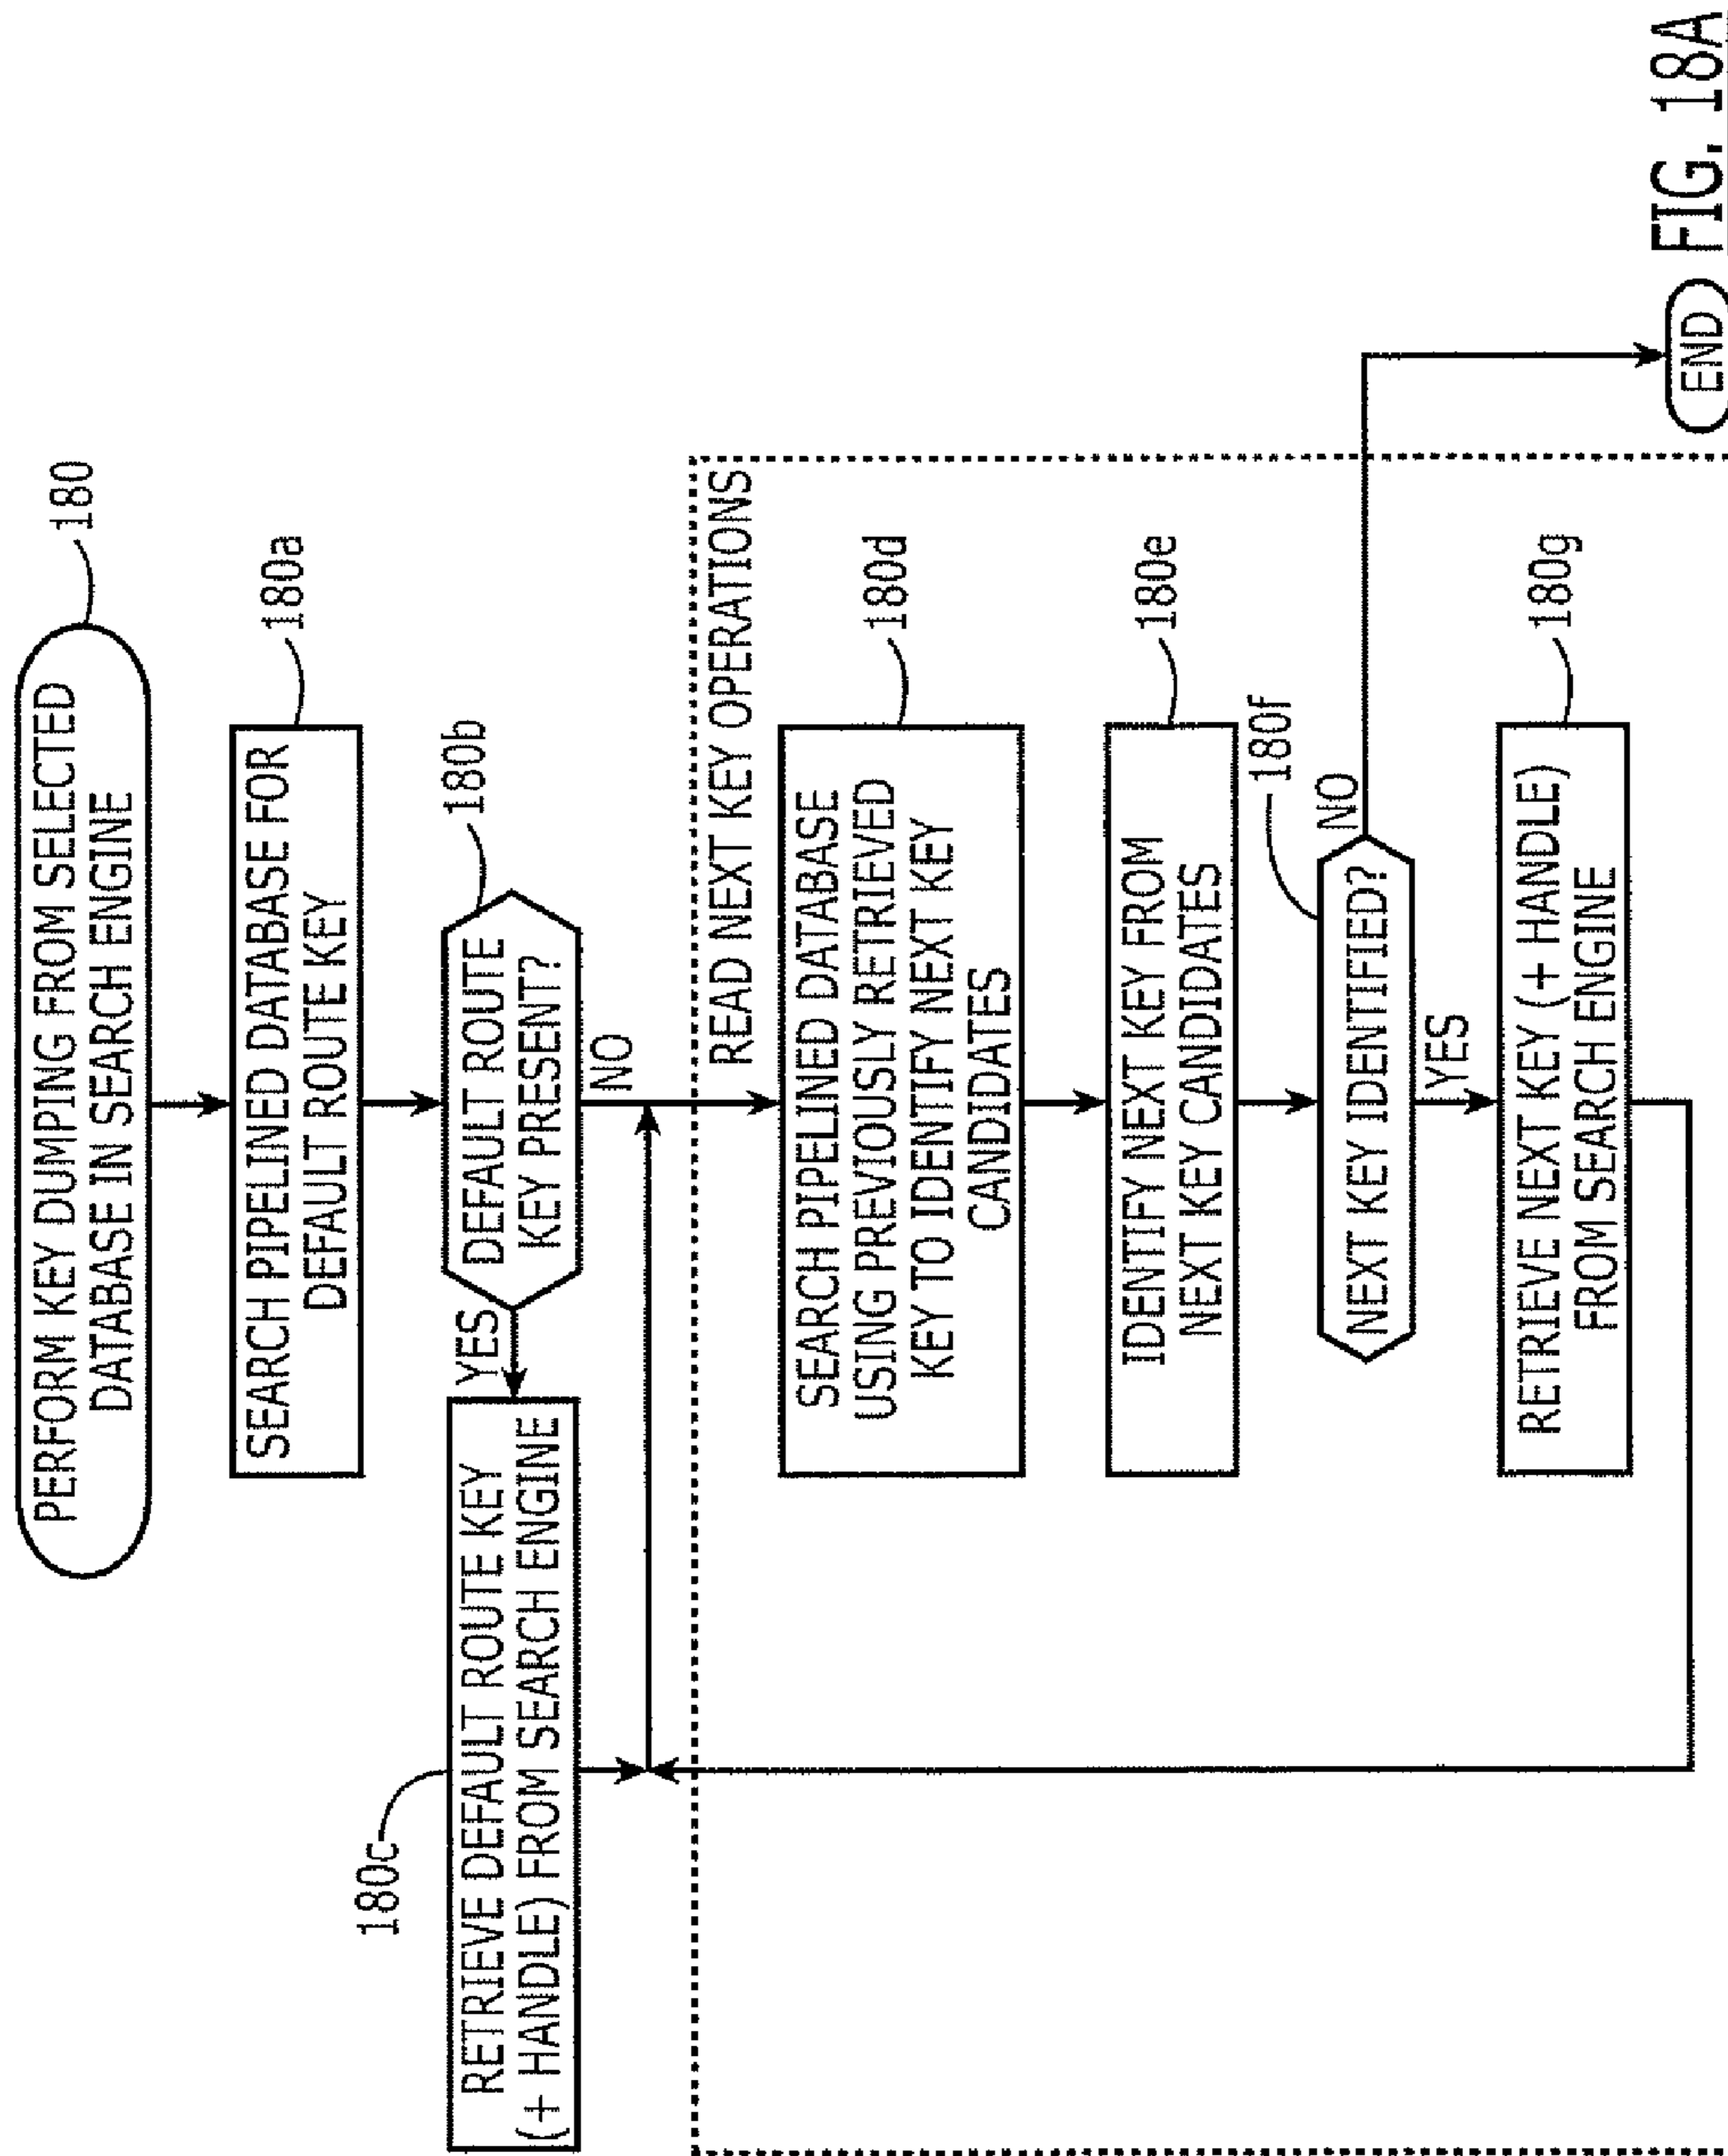 PERFORM KEY DUMPING FROM SELECTED
DATABASE IN SEARCH ENGINE
180
SEARCH PIPELINED DATABASE FOR
DEFAULT ROUTE KEY
180a
DEFAULT ROUTE
KEY PRESENT?
180b
YES
NO
180c
RETRIEVE DEFAULT ROUTE KEY
(+ HANDLE) FROM SEARCH ENGINE
READ NEXT KEY OPERATIONS
SEARCH PIPELINED DATABASE
USING PREVIOUSLY RETRIEVED
KEY TO IDENTIFY NEXT KEY
CANDIDATES
180d
IDENTIFY NEXT KEY FROM
NEXT KEY CANDIDATES
180e
NEXT KEY IDENTIFIED?
180f
NO
YES
RETRIEVE NEXT KEY (+ HANDLE)
FROM SEARCH ENGINE
180g
END
FIG. 18A